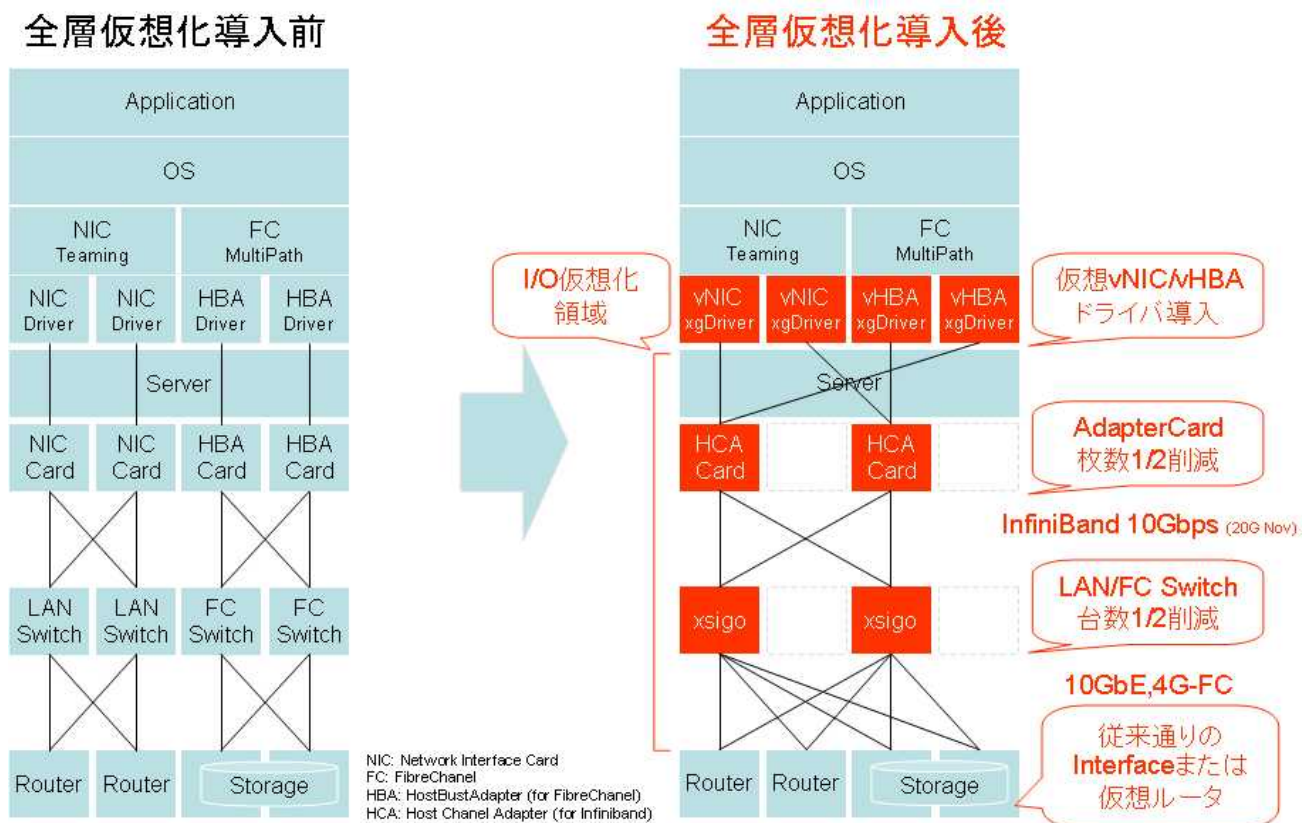 全層仮想化導入前
Application
OS
NIC
Teaming
FC
MultiPath
NIC
Driver
NIC
Driver
HBA
Driver
HBA
Driver
Server
NIC
Card
NIC
Card
HBA
Card
HBA
Card
LAN
Switch
LAN
Switch
FC
Switch
FC
Switch
Router
Router
Storage
NIC: Network Interface Card
FC: FibreChanel
HBA: HostBustAdapter (for FibreChanel)
HCA: Host Chanel Adapter (for Infiniband)
全層仮想化導入後
Application
OS
NIC
Teaming
FC
MultiPath
I/O仮想化
領域
vNIC
xgDriver
vNIC
xgDriver
vHBA
xgDriver
vHBA
xgDriver
仮想vNIC/vHBA
ドライバ導入
Server
HCA
Card
HCA
Card
AdapterCard
枚数1/2削減
InfiniBand 10Gbps (20G Nov)
xsigo
xsigo
LAN/FC Switch
台数1/2削減
10GbE,4G-FC
Router
Router
Storage
従来通りの
Interfaceまたは
仮想ルータ